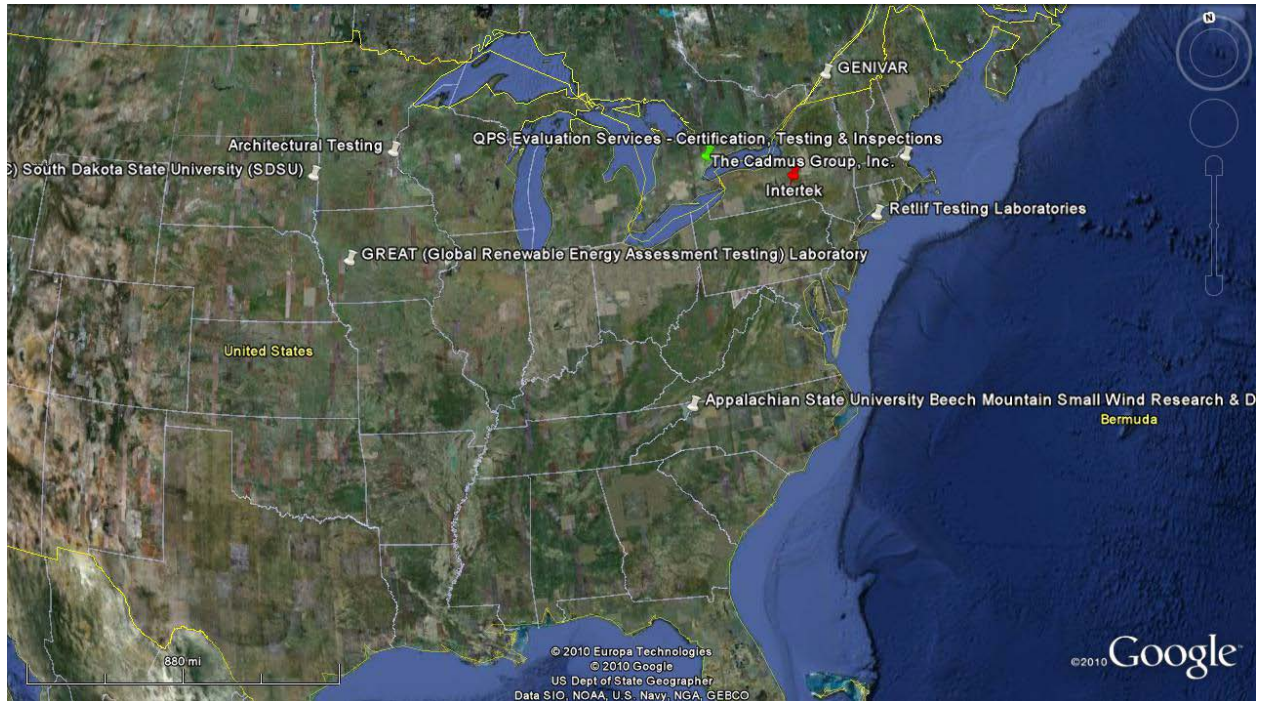 N
GENIVAR
QPS Evaluation Services - Certification, Testing & Inspections
Architectural Testing
The Cadmus Group, Inc.
C) South Dakota State University (SDSU)
Intertek
Retlif Testing Laboratories
GREAT (Global Renewable Energy Assessment Testing) Laboratory
United States
Appalachian State University Beech Mountain Small Wind Research & D
Bermuda
880 mi
© 2010 Europa Technologies
© 2010 Google
US Dept of State Geographer
Data SIO, NOAA, U.S. Navy, NGA, GEBCO
©2010 Google™